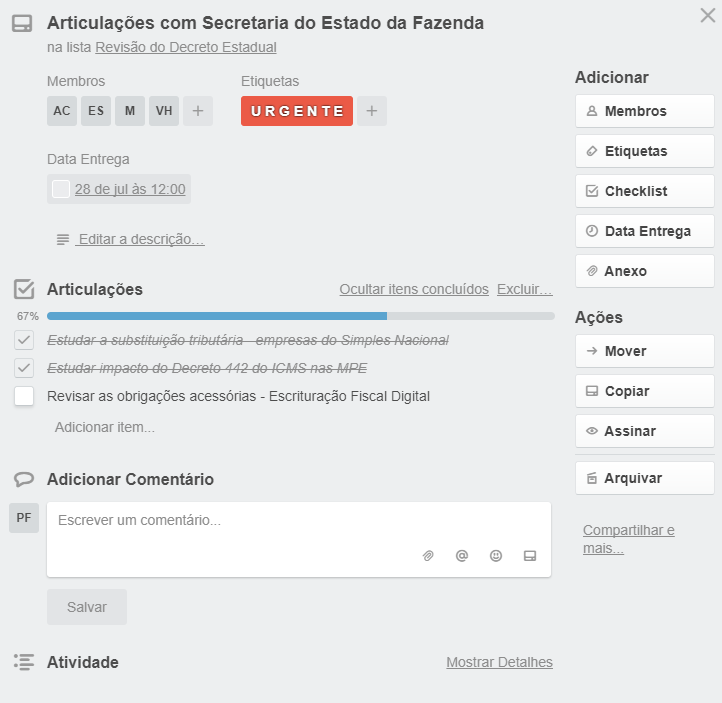 Articulações com Secretaria do Estado da Fazenda
na lista Revisão do Decreto Estadual
Membros
Etiquetas
AC ES M VH +
URGENTE +
Data Entrega
28 de jul às 12:00
Editar a descrição...
Articulações
Ocultar itens concluídos Excluir...
67%
Estudar a substituição tributária - empresas do Simples Nacional
Estudar impacto do Decreto 442 do ICMS nas MPE
Revisar as obrigações acessórias - Escrituração Fiscal Digital
Adicionar item...
Adicionar Comentário
PF
Escrever um comentário...
Salvar
Atividade
Mostrar Detalhes
Adicionar
Membros
Etiquetas
Checklist
Data Entrega
Anexo
Ações
Mover
Copiar
Assinar
Arquivar
Compartilhar e
mais...